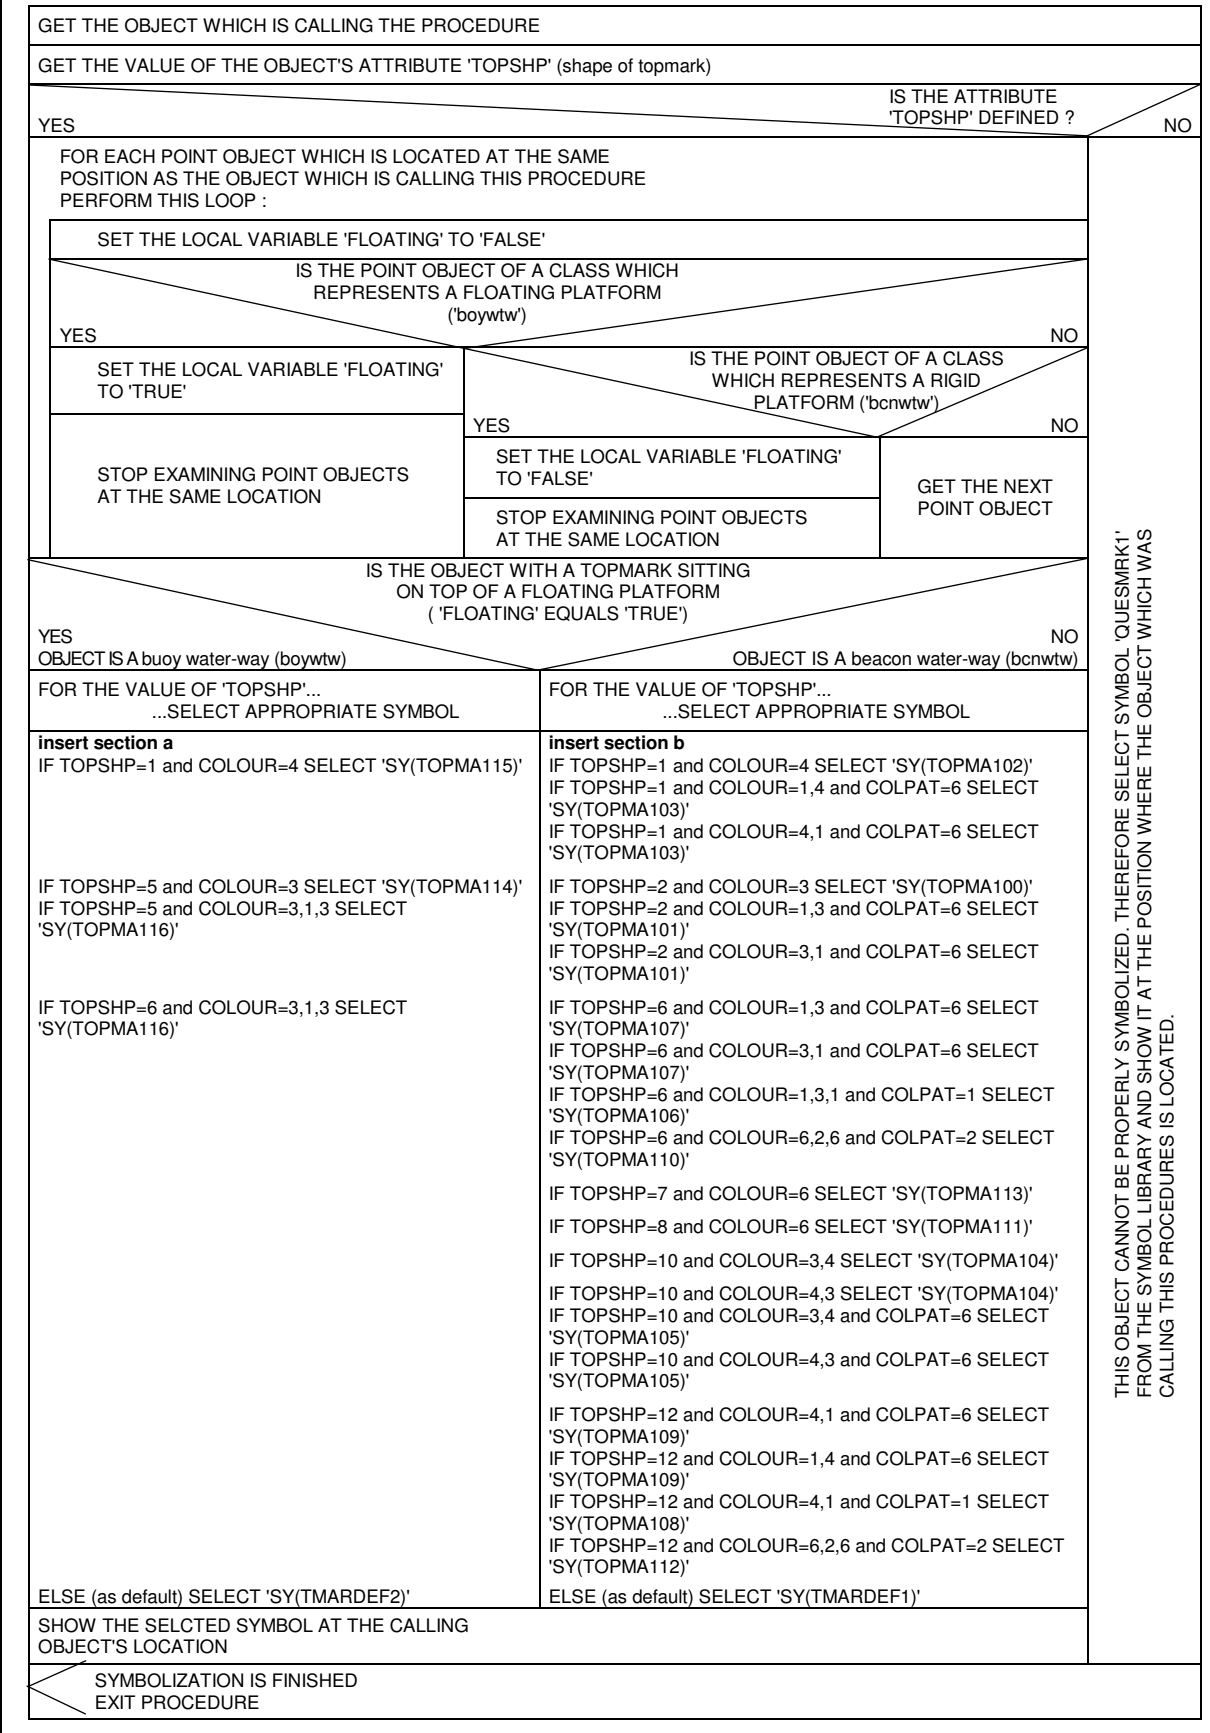 GET THE OBJECT WHICH IS CALLING THE PROCEDURE
GET THE VALUE OF THE OBJECT'S ATTRIBUTE 'TOPSHP' (shape of topmark)
IS THE ATTRIBUTE
'TOPSHP' DEFINED ?
YES
NO
FOR EACH POINT OBJECT WHICH IS LOCATED AT THE SAME
POSITION AS THE OBJECT WHICH IS CALLING THIS PROCEDURE
PERFORM THIS LOOP :
SET THE LOCAL VARIABLE 'FLOATING' TO 'FALSE'
IS THE POINT OBJECT OF A CLASS WHICH
REPRESENTS A FLOATING PLATFORM
('boywtw')
YES
NO
SET THE LOCAL VARIABLE 'FLOATING'
TO 'TRUE'
STOP EXAMINING POINT OBJECTS
AT THE SAME LOCATION
IS THE POINT OBJECT OF A CLASS
WHICH REPRESENTS A RIGID
PLATFORM ('bcnwtw')
YES
NO
SET THE LOCAL VARIABLE 'FLOATING'
TO 'FALSE'
STOP EXAMINING POINT OBJECTS
AT THE SAME LOCATION
GET THE NEXT
POINT OBJECT
IS THE OBJECT WITH A TOPMARK SITTING
ON TOP OF A FLOATING PLATFORM
( 'FLOATING' EQUALS 'TRUE')
YES
OBJECT IS A buoy water-way (boywtw)
NO
OBJECT IS A beacon water-way (bcnwtw)
FOR THE VALUE OF 'TOPSHP'...
...SELECT APPROPRIATE SYMBOL
insert section a
IF TOPSHP=1 and COLOUR=4 SELECT 'SY(TOPMA115)'
IF TOPSHP=5 and COLOUR=3 SELECT 'SY(TOPMA114)'
IF TOPSHP=5 and COLOUR=3,1,3 SELECT
'SY(TOPMA116)'
IF TOPSHP=6 and COLOUR=3,1,3 SELECT
'SY(TOPMA116)'
ELSE (as default) SELECT 'SY(TMARDEF2)'
FOR THE VALUE OF 'TOPSHP'...
...SELECT APPROPRIATE SYMBOL
insert section b
IF TOPSHP=1 and COLOUR=4 SELECT 'SY(TOPMA102)'
IF TOPSHP=1 and COLOUR=1,4 and COLPAT=6 SELECT
'SY(TOPMA103)'
IF TOPSHP=1 and COLOUR=4,1 and COLPAT=6 SELECT
'SY(TOPMA103)'
IF TOPSHP=2 and COLOUR=3 SELECT 'SY(TOPMA100)'
IF TOPSHP=2 and COLOUR=1,3 and COLPAT=6 SELECT
'SY(TOPMA101)'
IF TOPSHP=2 and COLOUR=3,1 and COLPAT=6 SELECT
'SY(TOPMA101)'
IF TOPSHP=6 and COLOUR=1,3 and COLPAT=6 SELECT
'SY(TOPMA107)'
IF TOPSHP=6 and COLOUR=3,1 and COLPAT=6 SELECT
'SY(TOPMA107)'
IF TOPSHP=6 and COLOUR=1,3,1 and COLPAT=1 SELECT
'SY(TOPMA106)'
IF TOPSHP=6 and COLOUR=6,2,6 and COLPAT=2 SELECT
'SY(TOPMA110)'
IF TOPSHP=7 and COLOUR=6 SELECT 'SY(TOPMA113)'
IF TOPSHP=8 and COLOUR=6 SELECT 'SY(TOPMA111)'
IF TOPSHP=10 and COLOUR=3,4 SELECT 'SY(TOPMA104)'
IF TOPSHP=10 and COLOUR=4,3 SELECT 'SY(TOPMA104)'
IF TOPSHP=10 and COLOUR=3,4 and COLPAT=6 SELECT
'SY(TOPMA105)'
IF TOPSHP=10 and COLOUR=4,3 and COLPAT=6 SELECT
'SY(TOPMA105)'
IF TOPSHP=12 and COLOUR=4,1 and COLPAT=6 SELECT
'SY(TOPMA109)'
IF TOPSHP=12 and COLOUR=1,4 and COLPAT=6 SELECT
'SY(TOPMA109)'
IF TOPSHP=12 and COLOUR=4,1 and COLPAT=1 SELECT
'SY(TOPMA108)'
IF TOPSHP=12 and COLOUR=6,2,6 and COLPAT=2 SELECT
'SY(TOPMA112)'
ELSE (as default) SELECT 'SY(TMARDEF1)'
THIS OBJECT CANNOT BE PROPERLY SYMBOLIZED. THEREFORE SELECT SYMBOL 'QUESMRK1'
FROM THE SYMBOL LIBRARY AND SHOW IT AT THE POSITION WHERE THE OBJECT WHICH WAS
CALLING THIS PROCEDURES IS LOCATED.
SHOW THE SELCTED SYMBOL AT THE CALLING
OBJECT'S LOCATION
SYMBOLIZATION IS FINISHED
EXIT PROCEDURE